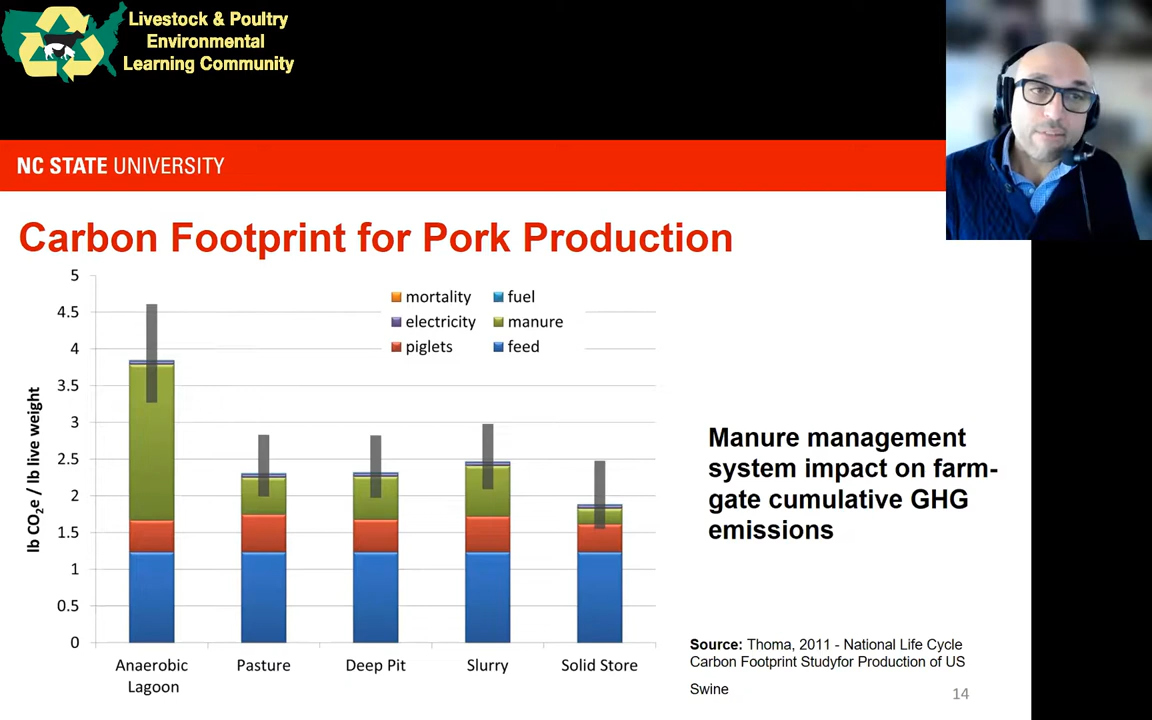 Livestock & Poultry
Environmental
Learning Community
NC STATE UNIVERSITY
Carbon Footprint for Pork Production
5
4.5
4
3.5
3
2.5
2
1.5
1
0.5
0
lb CO₂e / lb live weight
mortality
fuel
electricity
manure
piglets
feed
Anaerobic
Lagoon
Pasture
Deep Pit
Slurry
Solid Store
Manure management
system impact on farm-
gate cumulative GHG
emissions
Source: Thoma, 2011 - National Life Cycle
Carbon Footprint Studyfor Production of US
Swine
14